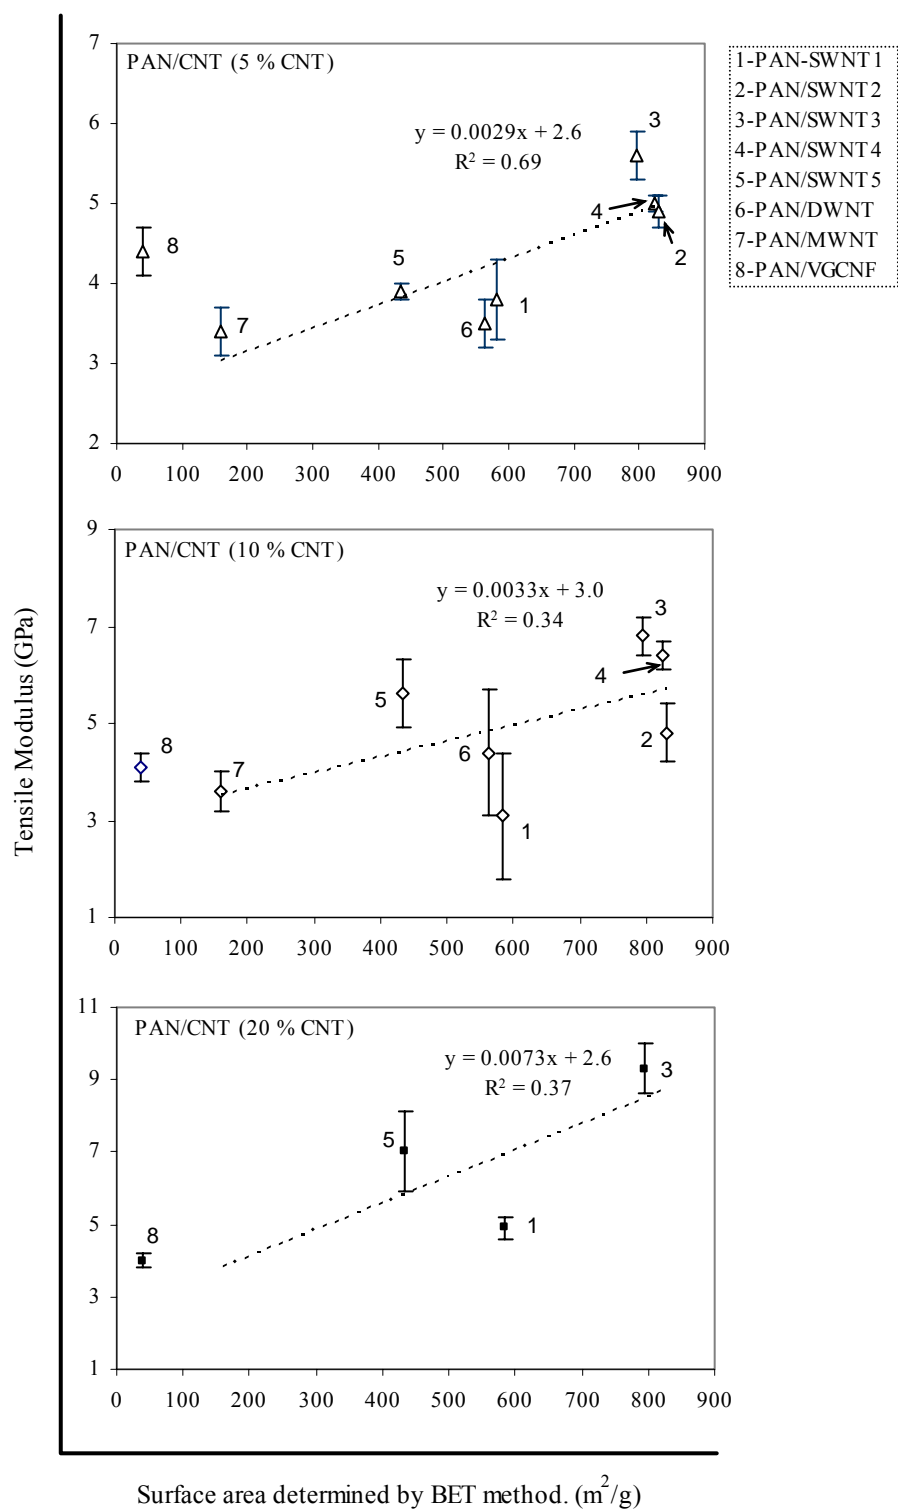 PAN/CNT (5 % CNT)
y = 0.0029x + 2.6
R² = 0.69
7
6
5
4
3
2
0 100 200 300 400 500 600 700 800 900
8
7
5
6
1
4
3
2
1-PAN-SWNT1
2-PAN/SWNT2
3-PAN/SWNT3
4-PAN/SWNT4
5-PAN/SWNT5
6-PAN/DWNT
7-PAN/MWNT
8-PAN/VGCNF
Tensile Modulus (GPa)
PAN/CNT (10 % CNT)
y = 0.0033x + 3.0
R² = 0.34
9
7
5
3
1
0 100 200 300 400 500 600 700 800 900
8
7
5
6
1
4
3
2
PAN/CNT (20 % CNT)
y = 0.0073x + 2.6
R² = 0.37
11
9
7
5
3
1
0 100 200 300 400 500 600 700 800 900
8
5
1
3
Surface area determined by BET method. (m²/g)